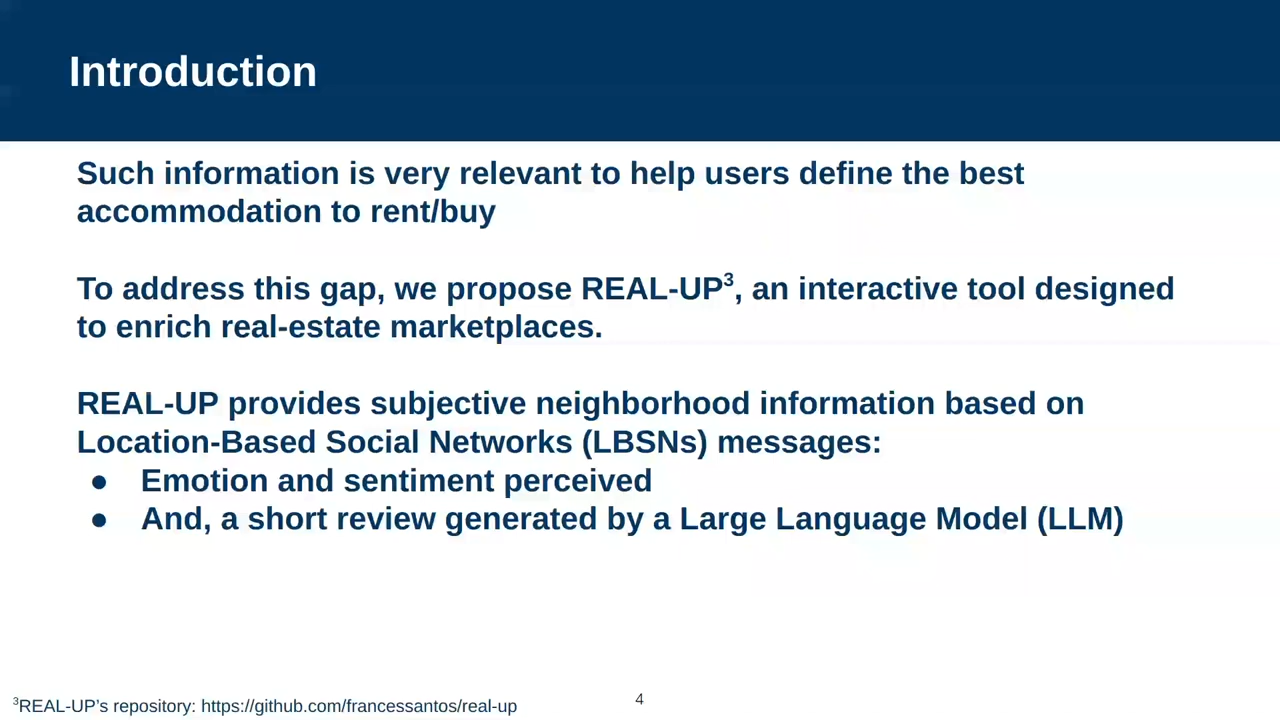 Introduction
Such information is very relevant to help users define the best
accommodation to rent/buy
To address this gap, we propose REAL-UP³, an interactive tool designed
to enrich real-estate marketplaces.
REAL-UP provides subjective neighborhood information based on
Location-Based Social Networks (LBSNs) messages:
● Emotion and sentiment perceived
● And, a short review generated by a Large Language Model (LLM)
³REAL-UP's repository: https://github.com/francessantos/real-up
4